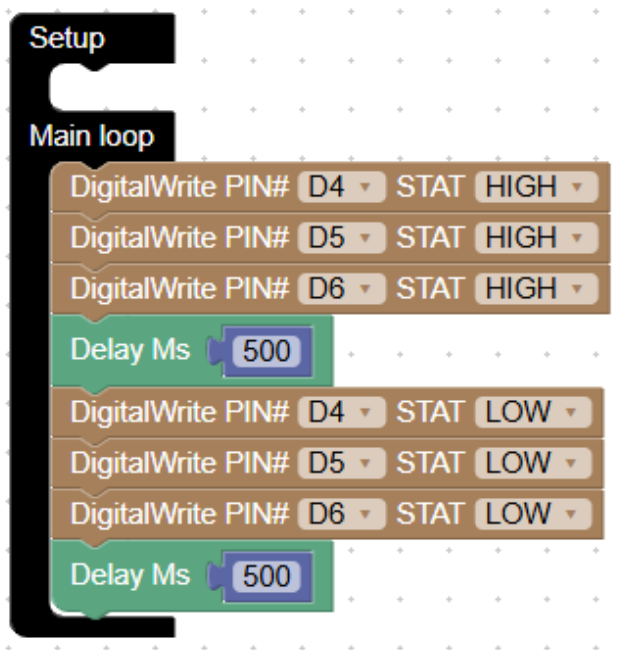 Setup
Main loop
DigitalWrite PIN# D4 STAT HIGH
DigitalWrite PIN# D5 STAT HIGH
DigitalWrite PIN# D6 STAT HIGH
Delay Ms 500
DigitalWrite PIN# D4 STAT LOW
DigitalWrite PIN# D5 STAT LOW
DigitalWrite PIN# D6 STAT LOW
Delay Ms 500